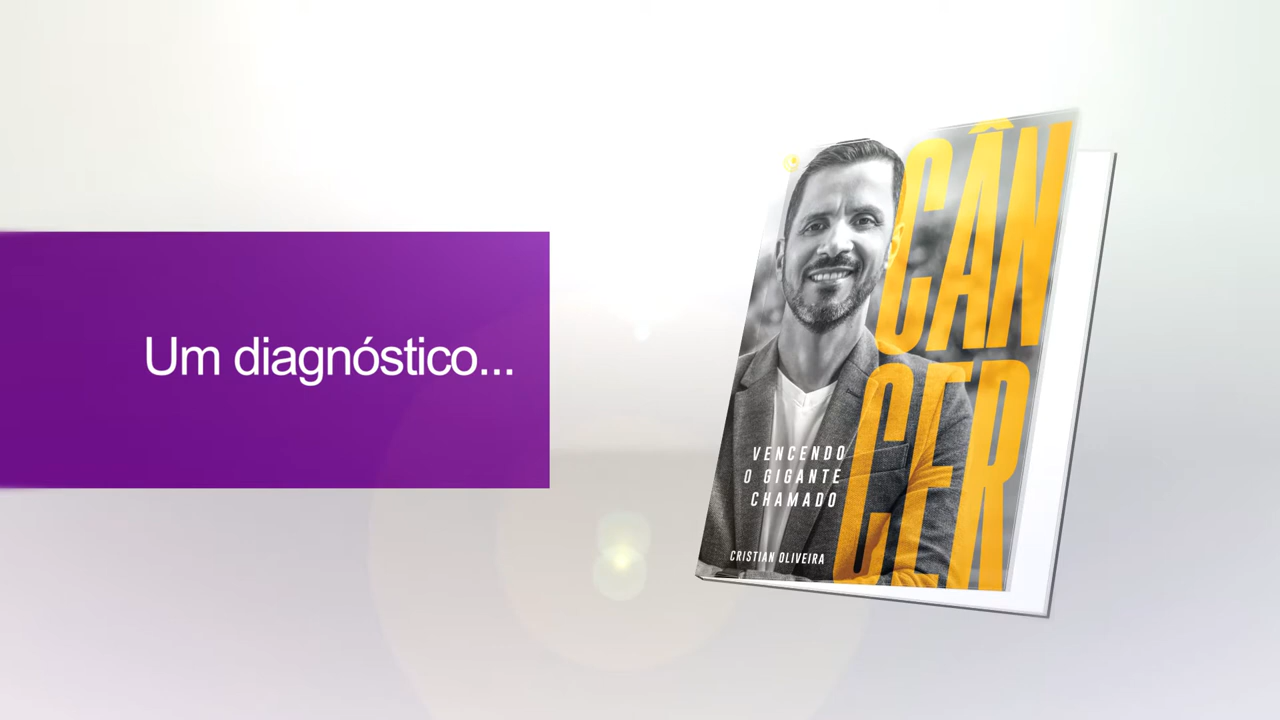 Um diagnóstico...
CÂN
CER
VENCENDO
O GIGANTE
CHAMADO
CRISTIAN OLIVEIRA